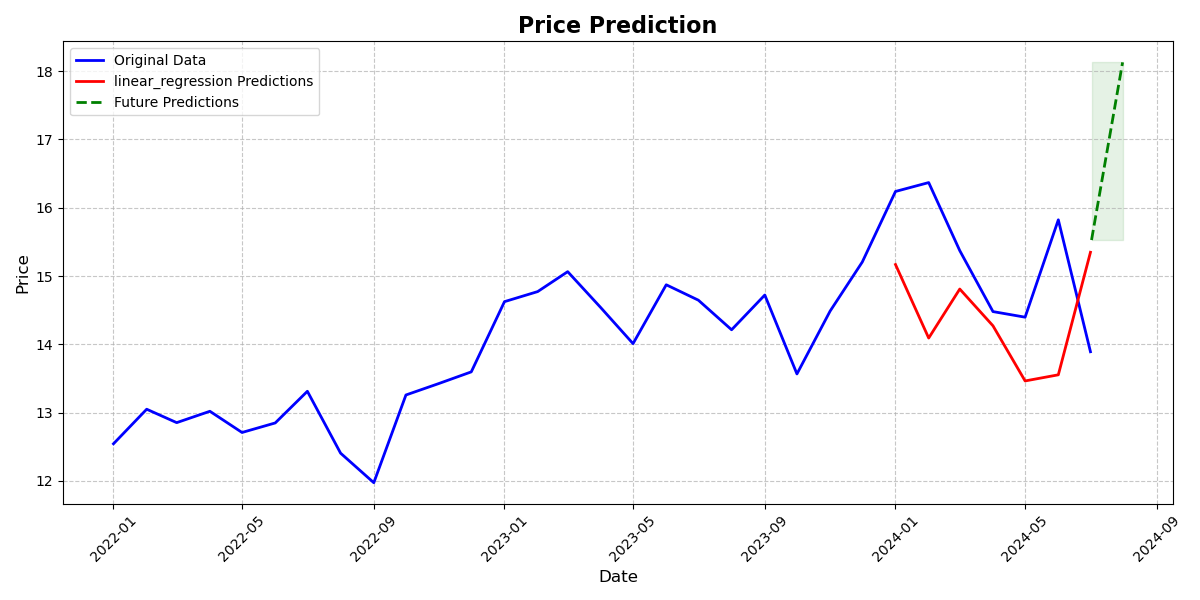 Price Prediction
Original Data
linear_regression Predictions
Future Predictions
Price
18
17
16
15
14
13
12
2022-01
2022-05
2022-09
2023-01
2023-05
2023-09
2024-01
2024-05
2024-09
Date